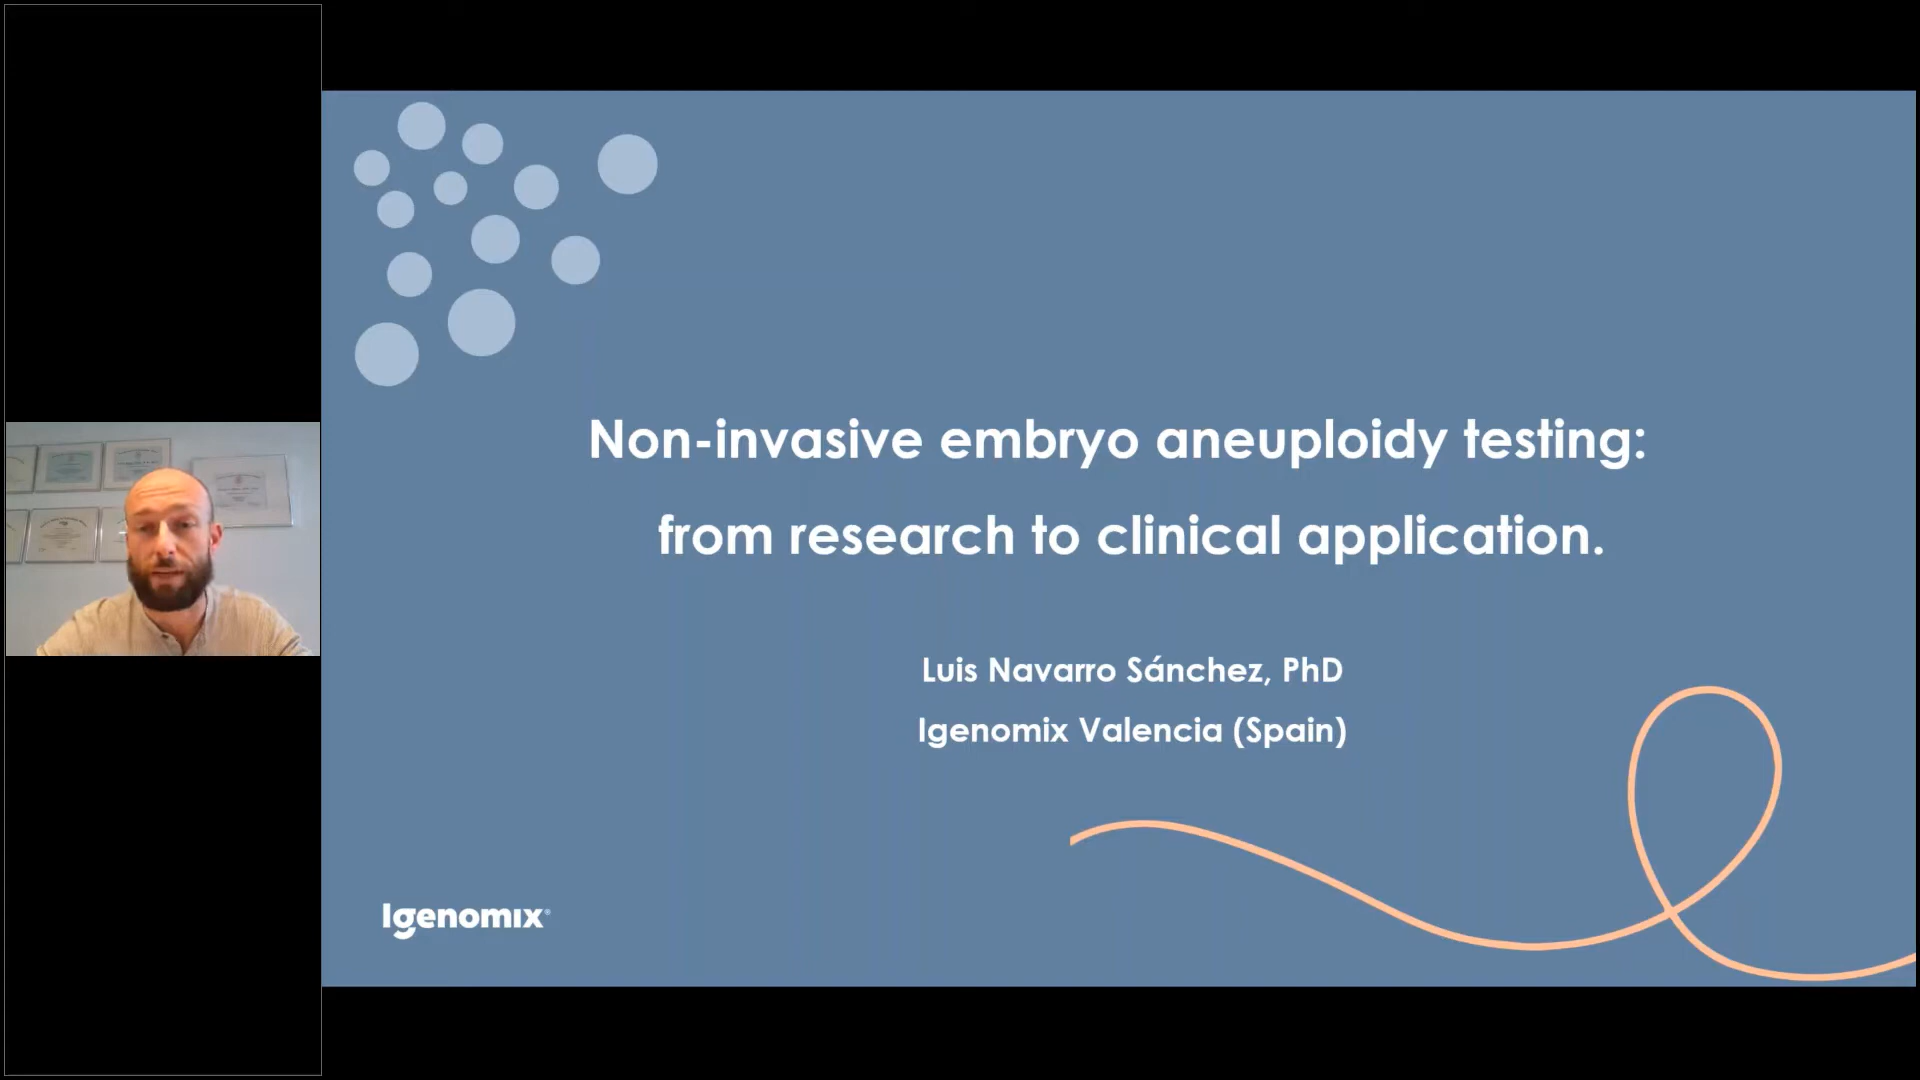 Non-invasive embryo aneuploidy testing:
from research to clinical application.
Luis Navarro Sánchez, PhD
Igenomix Valencia (Spain)
Igenomix®